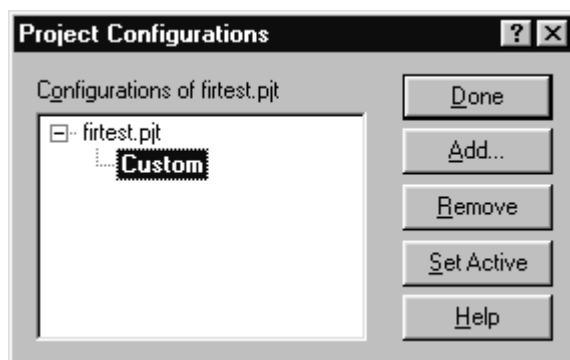 Project Configurations
Configurations of firtest.pjt
firtest.pjt
Custom
Done
Add...
Remove
Set Active
Help